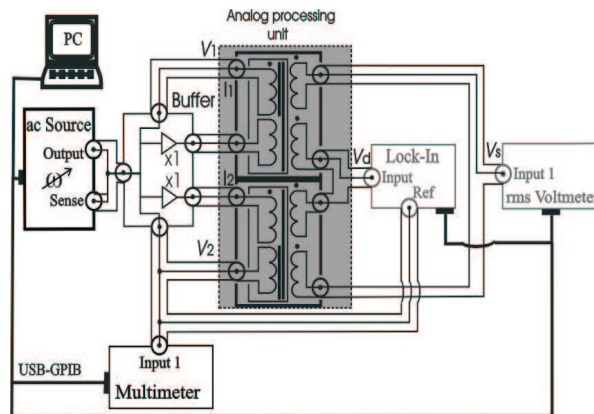 Analog processing
unit
PC
V1
I1
Buffer
ac Source
Output
ω
Sense
x1
x1
I2
V2
Vd
Lock-In
Input
Ref
Vs
Input 1
rms Voltmeter
Input 1
Multimeter
USB-GPIB